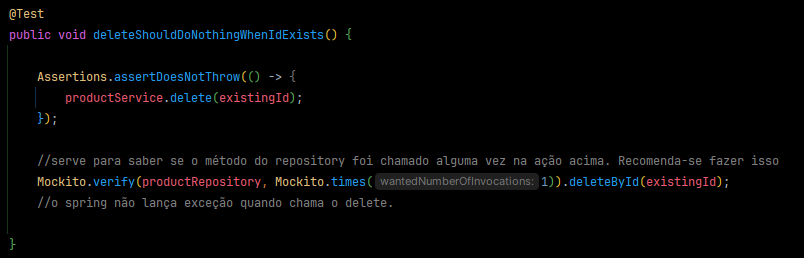 @Test
public void deleteShouldDoNothingWhenIdExists() {
Assertions.assertDoesNotThrow(() -> {
productService.delete(existingId);
});
//serve para saber se o método do repository foi chamado alguma vez na ação acima. Recomenda-se fazer isso
Mockito.verify(productRepository, Mockito.times( wantedNumberOfInvocations: 1)).deleteById(existingId);
//o spring não lança exceção quando chama o delete.
}